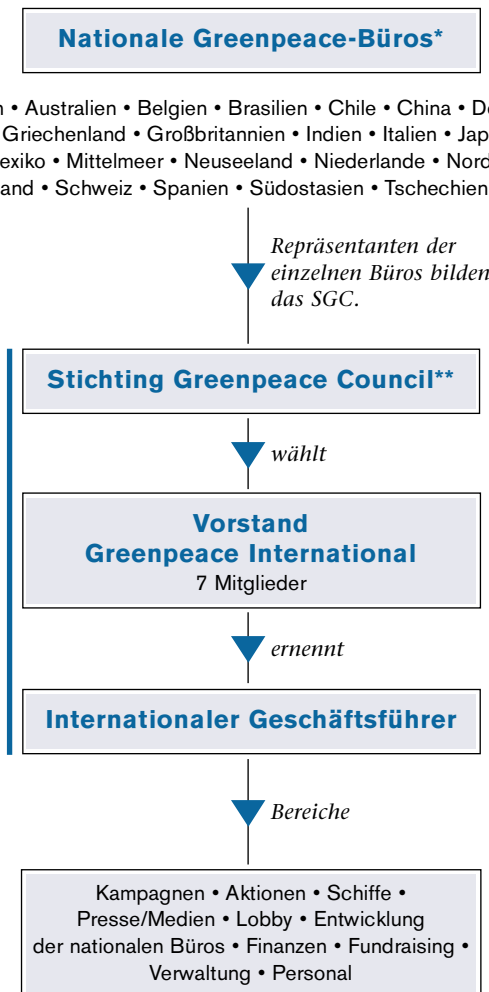 Nationale Greenpeace-Büros*
• Australien • Belgien • Brasilien • Chile • China •
Griechenland • Großbritannien • Indien • Italien •
• Mittelmeer • Neuseeland • Niederlande •
• Schweiz • Spanien • Südostasien • Tschechien
Repräsentanten der
einzelnen Büros bilden
das SGC.
Stichting Greenpeace Council**
wählt
Vorstand
Greenpeace International
7 Mitglieder
ernennt
Internationaler Geschäftsführer
Bereiche
Kampagnen • Aktionen • Schiffe •
Presse/Medien • Lobby • Entwicklung
der nationalen Büros • Finanzen • Fundraising •
Verwaltung • Personal